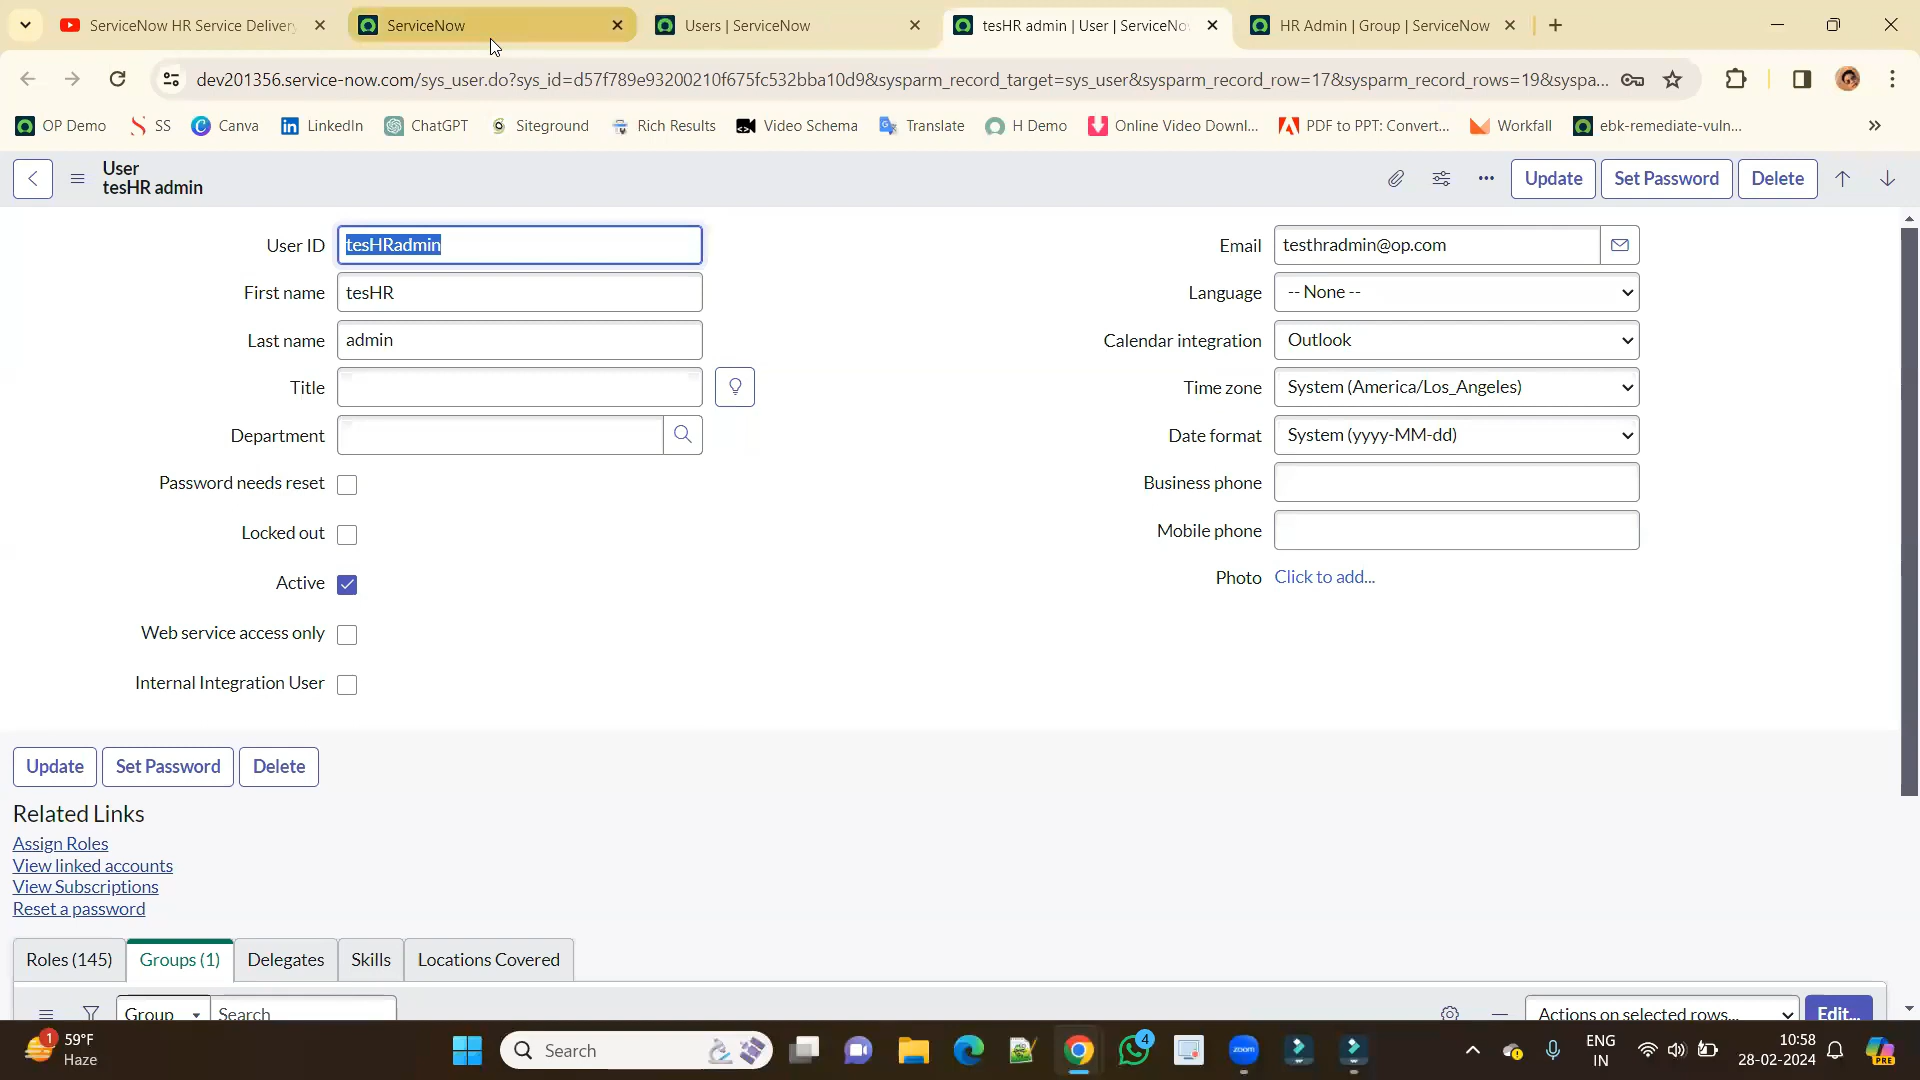 ServiceNow HR Service Delivery
ServiceNow
Users | ServiceNow
tesHR admin | User | ServiceNo
HR Admin | Group | ServiceNow
dev201356.service-now.com/sys_user.do?sys_id=d57f789e93200210f675fc532bba10d9&sysparm_record_target=sys_user&sysparm_record_row=17&sysparm_record_rows=19&syspa...
OP Demo
SS
Canva
LinkedIn
ChatGPT
Siteground
Rich Results
Video Schema
Translate
H Demo
Online Video Downl...
PDF to PPT: Convert...
Workfall
ebk-remediate-vuln...
User
tesHR admin
Update
Set Password
Delete
User ID
tesHRadmin
First name
tesHR
Last name
admin
Title
Department
Password needs reset
Locked out
Active
Web service access only
Internal Integration User
Email
testhradmin@op.com
Language
-- None --
Calendar integration
Outlook
Time zone
System (America/Los_Angeles)
Date format
System (yyyy-MM-dd)
Business phone
Mobile phone
Photo
Click to add...
Update
Set Password
Delete
Related Links
Assign Roles
View linked accounts
View Subscriptions
Reset a password
Roles (145)
Groups (1)
Delegates
Skills
Locations Covered
Group
Search
Actions on selected rows...
Edit...
1
59°F
Haze
Search
zoom
4
ENG
IN
10:58
28-02-2024
PRE